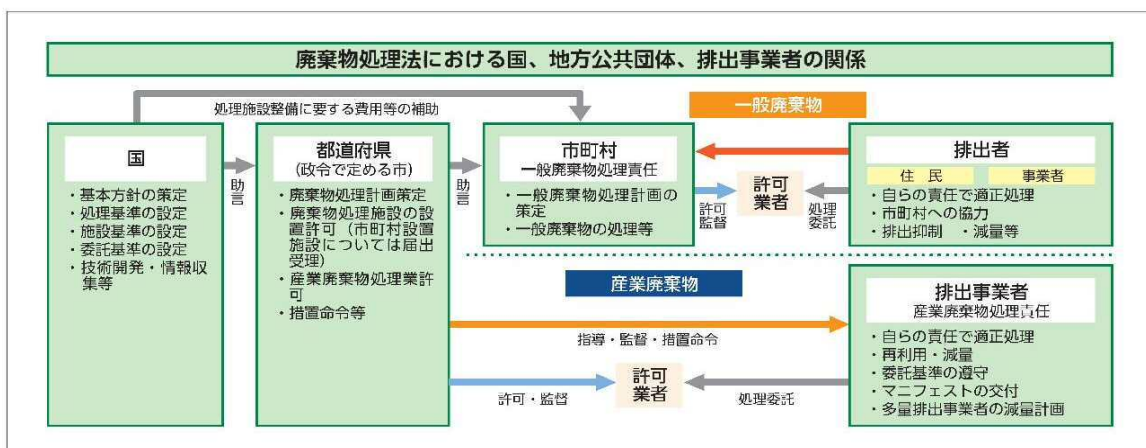 廃棄物処理法における国、地方公共団体、排出事業者の関係
処理施設整備に要する費用等の補助
国
・基本方針の策定
・処理基準の設定
・施設基準の設定
・委託基準の設定
・技術開発・情報収
集等
助言
都道府県
(政令で定める市)
・廃棄物処理計画策定
・廃棄物処理施設の設
置許可（市町村設置
施設については届出
受理）
・産業廃棄物処理業許
可
・措置命令等
助言
市町村
一般廃棄物処理責任
・一般廃棄物処理計画の
策定
・一般廃棄物の処理等
一般廃棄物
許可
監督
許可
業者
処理
委託
排出者
住 民
事業者
・自らの責任で適正処理
・市町村への協力
・排出抑制 ・減量等
産業廃棄物
指導・監督・措置命令
許可・監督
許可
業者
処理委託
排出事業者
産業廃棄物処理責任
・自らの責任で適正処理
・再利用・減量
・委託基準の遵守
・マニフェストの交付
・多量排出事業者の減量計画